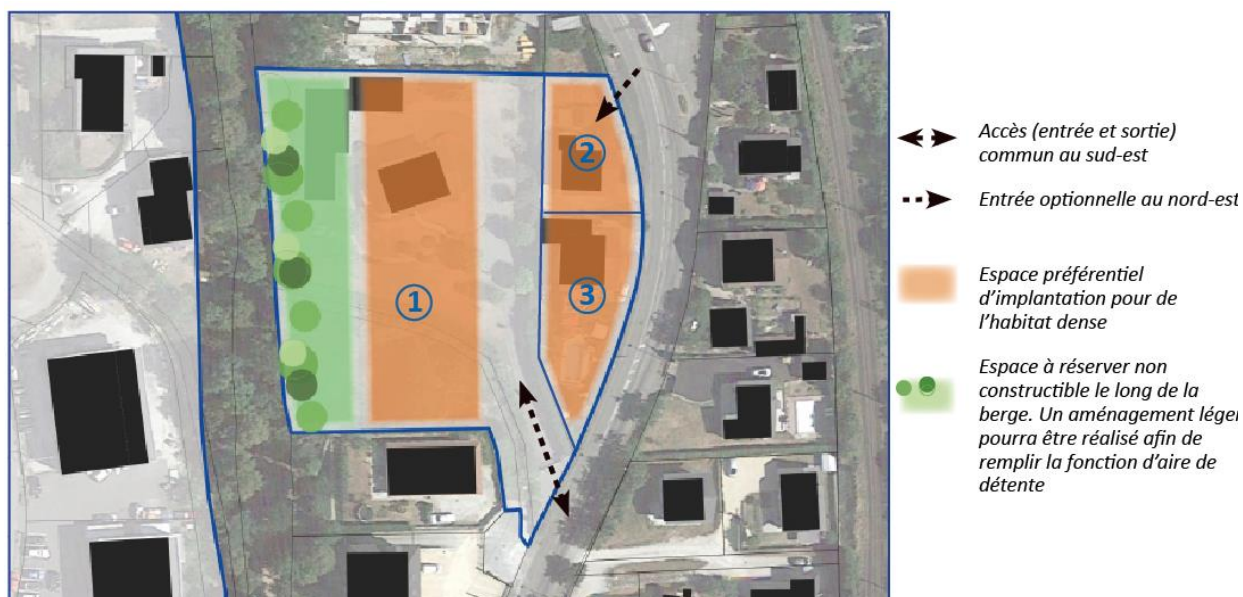 ②
①
③
Accès (entrée et sortie)
commun au sud-est
Entrée optionnelle au nord-est
Espace préférentiel
d'implantation pour de
l'habitat dense
Espace à réserver non
constructible le long de la
berge. Un aménagement léger
pourra être réalisé afin de
remplir la fonction d'aire de
détente